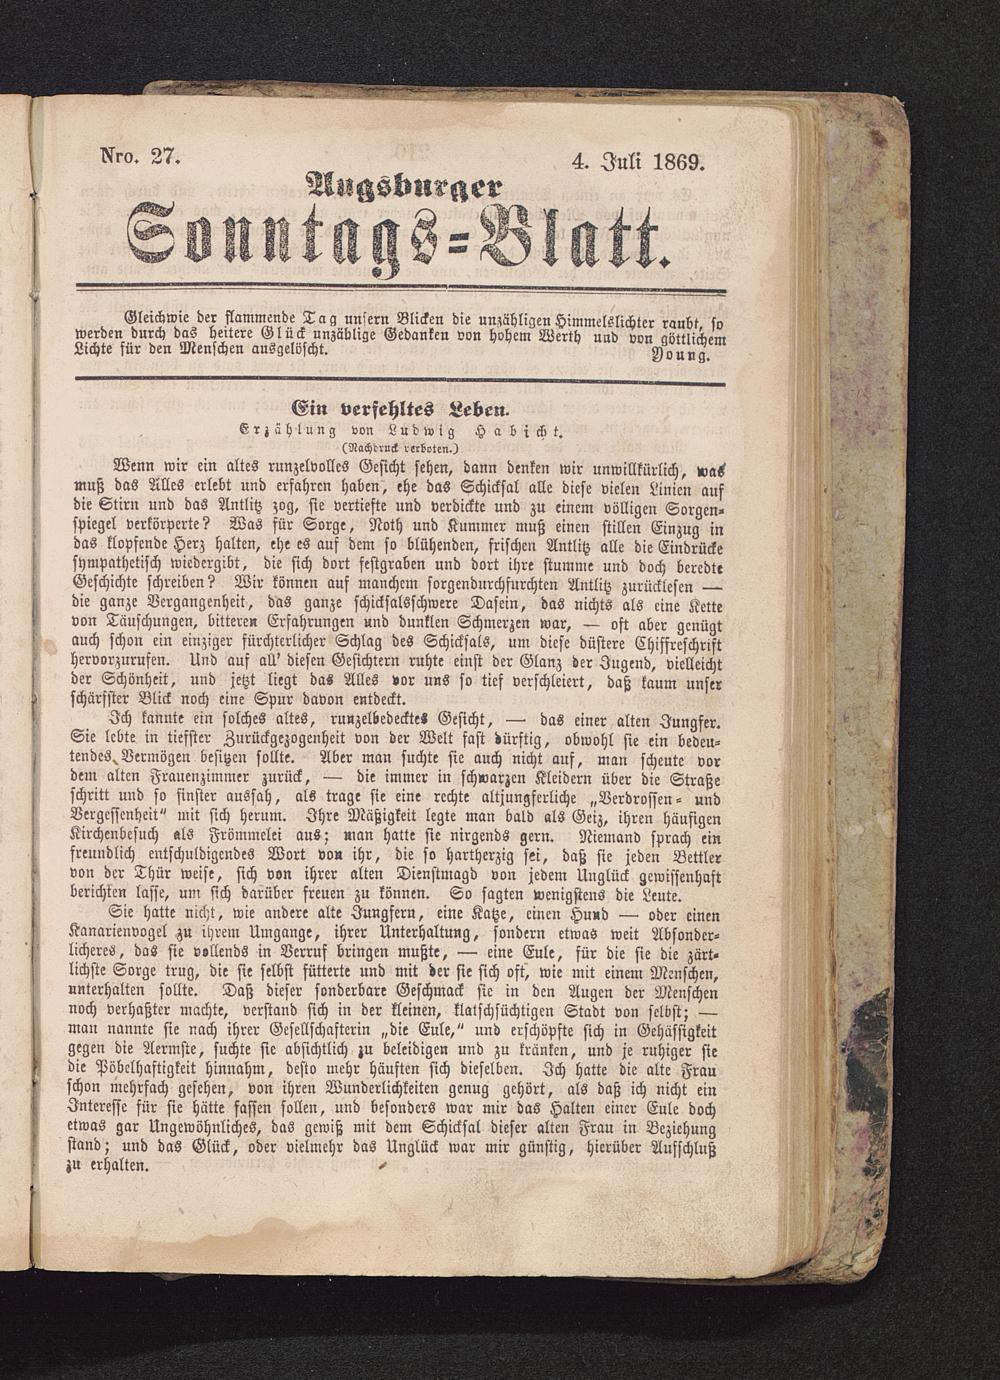 Nro. 27.
4. Juli 1869.
Augsburger
Sonntags=Blatt.
Gleichwie der flammende Tag unsern Blicken die unzähligen Himmelslichter raubt, so
werden durch das heitere Glück unzählige Gedanken von hohem Werth und von göttlichem
Lichte für den Menschen ausgelöscht.
Young.
Ein verfehltes Leben.
Erzählung von Ludwig Habicht.
(Nachdruck verboten.)
Wenn wir ein altes runzelvolles Gesicht sehen, dann denken wir unwillkürlich, was
muß das Alles erlebt und erfahren haben, ehe das Schicksal alle diese vielen Linien auf
die Stirn und das Antlitz zog, sie vertiefte und verdickte und zu einem völligen Sorgen=
spiegel verkörperte? Was für Sorge, Noth und Kummer muß einen stillen Einzug in
das klopfende Herz halten, ehe es auf dem so blühenden, frischen Antlitz alle die Eindrücke
sympathetisch wiedergibt, die sich dort festgraben und dort ihre stumme und doch beredte
Geschichte schreiben? Wir können auf manchem sorgendurchfurchten Antlitz zurücklesen —
die ganze Vergangenheit, das ganze schicksalsschwere Dasein, das nichts als eine Kette
von Täuschungen, bitteren Erfahrungen und dunklen Schmerzen war, — oft aber genügt
auch schon ein einziger fürchterlicher Schlag des Schicksals, um diese düstere Chiffreschrift
hervorzurufen. Und auf all' diesen Gesichtern ruhte einst der Glanz der Jugend, vielleicht
der Schönheit, und jetzt liegt das Alles vor uns so tief verschleiert, daß kaum unser
schärfster Blick noch eine Spur davon entdeckt.
Ich kannte ein solches altes, runzelbedecktes Gesicht, — das einer alten Jungfer.
Sie lebte in tiefster Zurückgezogenheit von der Welt fast dürftig, obwohl sie ein bedeu=
tendes Vermögen besitzen sollte. Aber man suchte sie auch nicht auf, man scheute vor
dem alten Frauenzimmer zurück, — die immer in schwarzen Kleidern über die Straße
schritt und so finster aussah, als trage sie eine rechte altjungferliche „Verdrossen= und
Vergessenheit“ mit sich herum. Ihre Mäßigkeit legte man bald als Geiz, ihren häufigen
Kirchenbesuch als Frömmelei aus; man hatte sie nirgends gern. Niemand sprach ein
freundlich entschuldigendes Wort von ihr, die so hartherzig sei, daß sie jeden Bettler
von der Thür weise, sich von ihrer alten Dienstmagd von jedem Unglück gewissenhaft
berichten lasse, um sich darüber freuen zu können. So sagten wenigstens die Leute.
Sie hatte nicht, wie andere alte Jungfern, eine Katze, einen Hund — oder einen
Kanarienvogel zu ihrem Umgange, ihrer Unterhaltung, sondern etwas weit Absonder=
licheres, das sie vollends in Verruf bringen mußte, — eine Eule, für die sie die zärt=
lichste Sorge trug, die sie selbst fütterte und mit der sie sich oft, wie mit einem Menschen,
unterhalten sollte. Daß dieser sonderbare Geschmack sie in den Augen der Menschen
noch verhaßter machte, verstand sich in der kleinen, klatschsüchtigen Stadt von selbst; —
man nannte sie nach ihrer Gesellschafterin „die Eule,“ und erschöpfte sich in Gehässigkeit
gegen die Aermste, suchte sie absichtlich zu beleidigen und zu kränken, und je ruhiger sie
die Pöbelhaftigkeit hinnahm, desto mehr häuften sich dieselben. Ich hatte die alte Frau
schon mehrfach gesehen, von ihren Wunderlichkeiten genug gehört, als daß ich nicht ein
Interesse für sie hätte fassen sollen, und besonders war mir das Halten einer Eule doch
etwas gar Ungewöhnliches, das gewiß mit dem Schicksal dieser alten Frau in Beziehung
stand; und das Glück, oder vielmehr das Unglück war mir günstig, hierüber Aufschluß
zu erhalten.